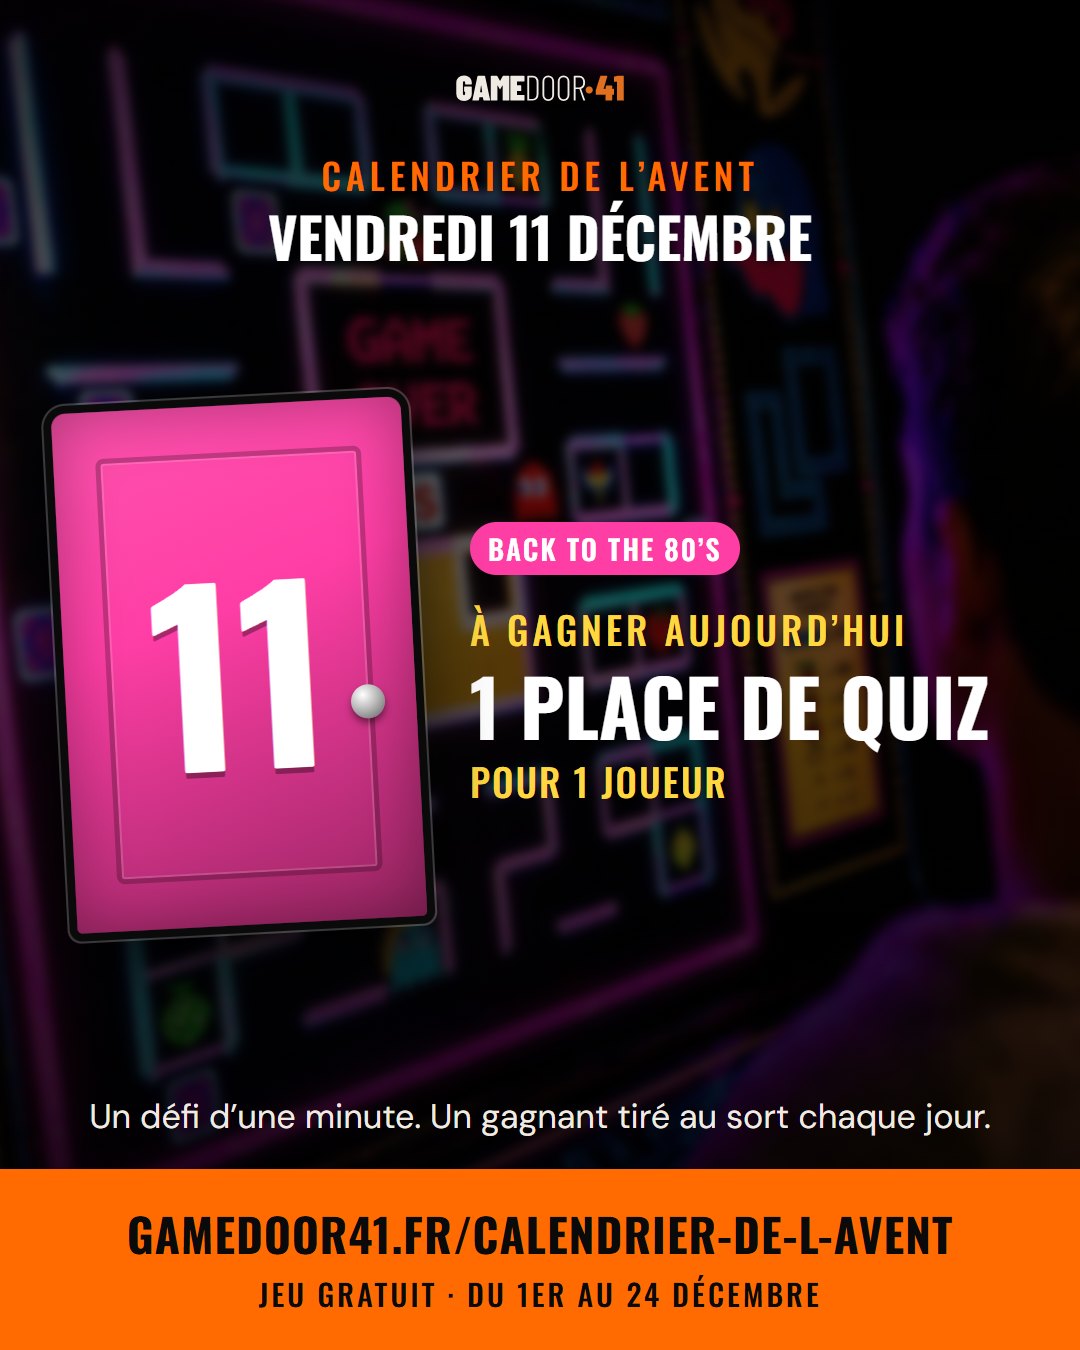 GAMEDOOR·41
CALENDRIER DE L’AVENT
VENDREDI 11 DÉCEMBRE
GAME
11
BACK TO THE 80’S
À GAGNER AUJOURD’HUI
1 PLACE DE QUIZ
POUR 1 JOUEUR
Un défi d’une minute. Un gagnant tiré au sort chaque jour.
GAMEDOOR41.FR/CALENDRIER-DE-L-AVENT
JEU GRATUIT · DU 1ER AU 24 DÉCEMBRE